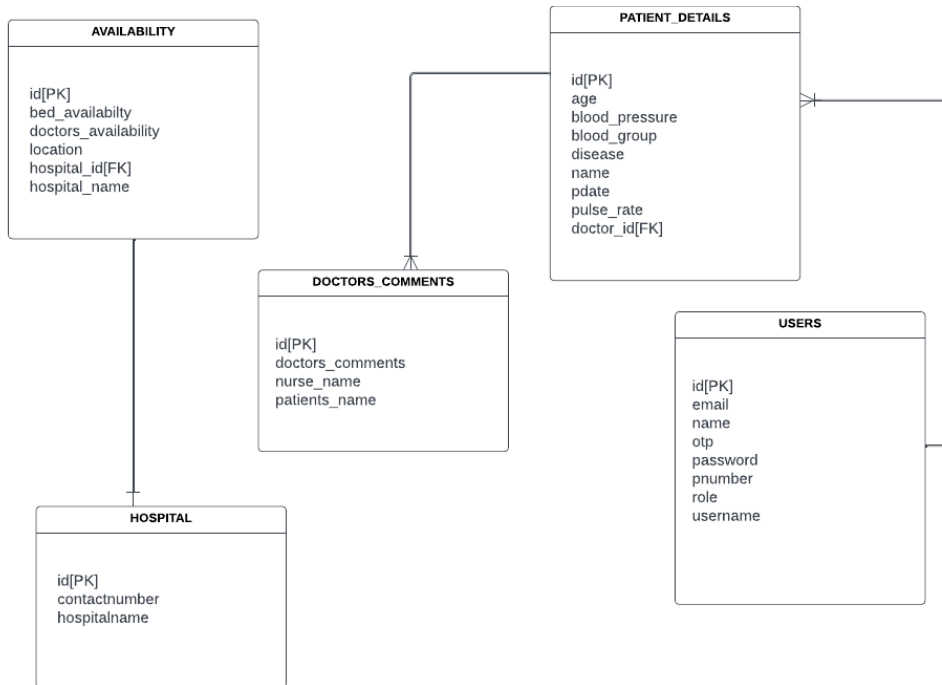 AVAILABILITY
id[PK]
bed_availabilty
doctors_availability
location
hospital_id[FK]
hospital_name
PATIENT_DETAILS
id[PK]
age
blood_pressure
blood_group
disease
name
pdate
pulse_rate
doctor_id[FK]
DOCTORS_COMMENTS
id[PK]
doctors_comments
nurse_name
patients_name
USERS
id[PK]
email
name
otp
password
pnumber
role
username
HOSPITAL
id[PK]
contactnumber
hospitalname